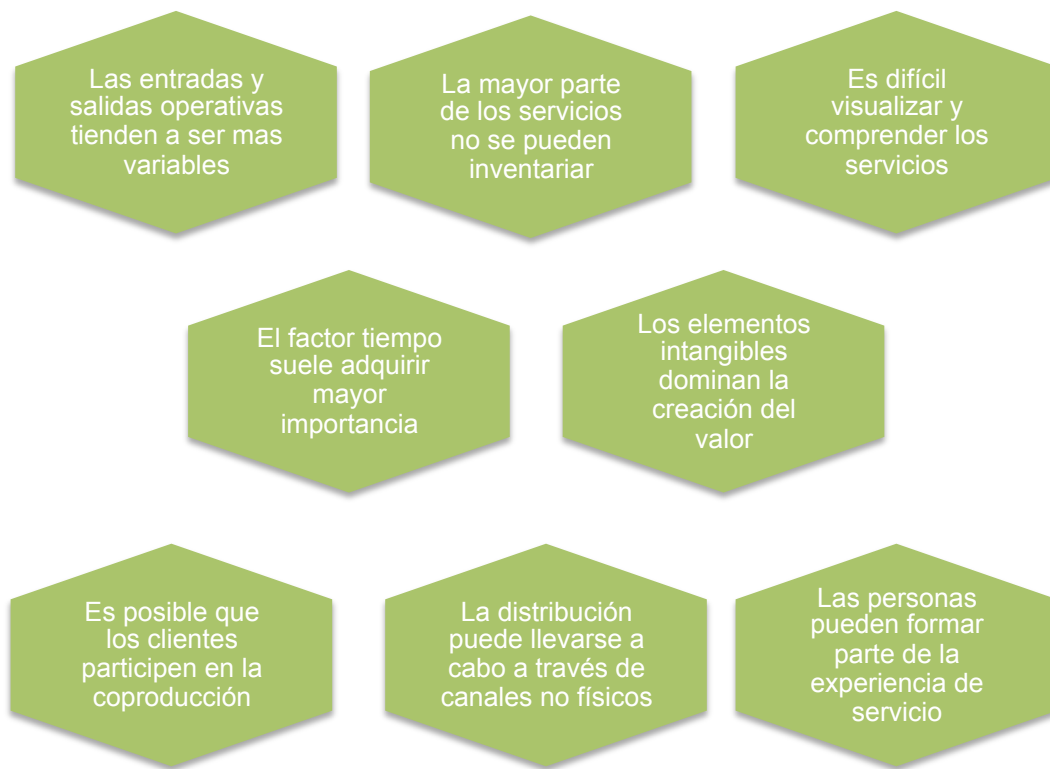 Las entradas y
salidas operativas
tienden a ser mas
variables
La mayor parte
de los servicios
no se pueden
inventariar
Es difícil
visualizar y
comprender los
servicios
El factor tiempo
suele adquirir
mayor
importancia
Los elementos
intangibles
dominan la
creación del
valor
Es posible que
los clientes
participen en la
coproducción
La distribución
puede llevarse a
cabo a través de
canales no físicos
Las personas
pueden formar
parte de la
experiencia de
servicio